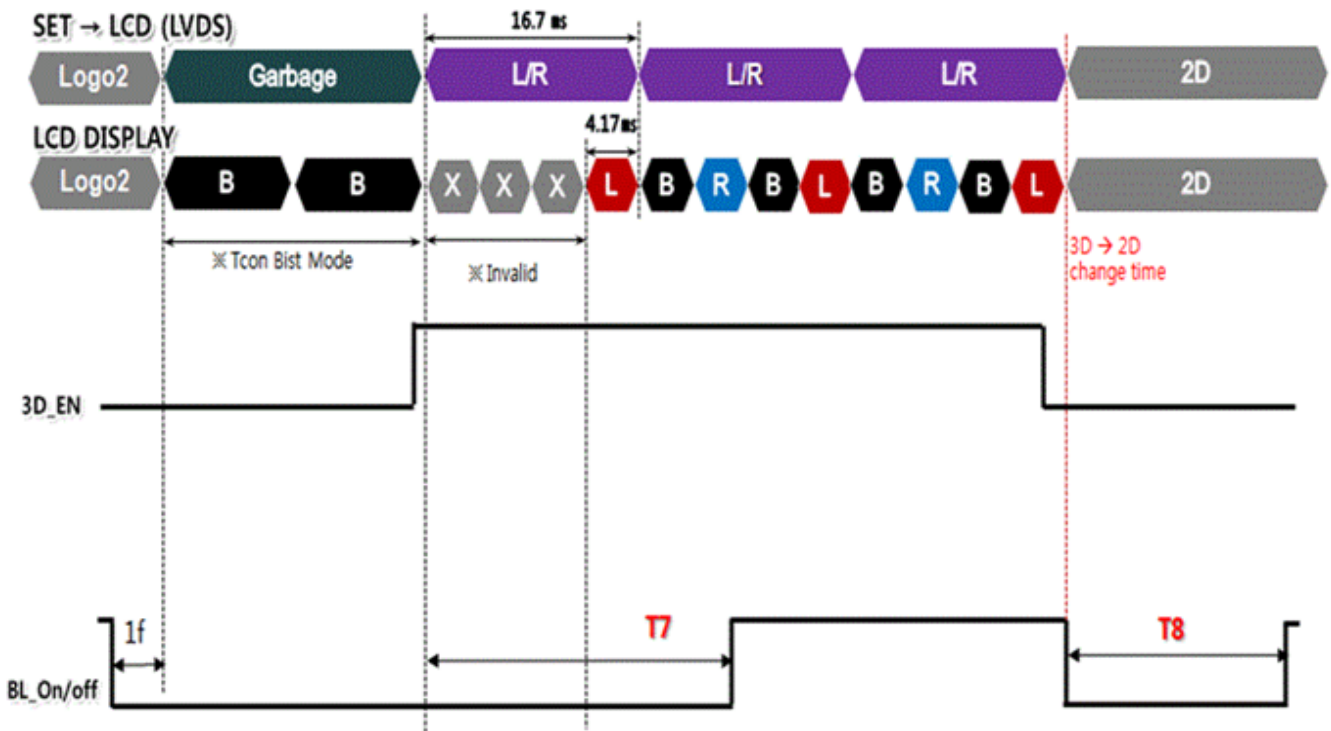 SET → LCD (LVDS)
16.7 ms
Logo2 Garbage L/R L/R L/R 2D
LCD DISPLAY
4.17ms
Logo2 B B X X X L B R B L B R B L 2D
※ Tcon Bist Mode
※ Invalid
3D → 2D
change time
3D_EN
1f
T7
T8
BL_On/off